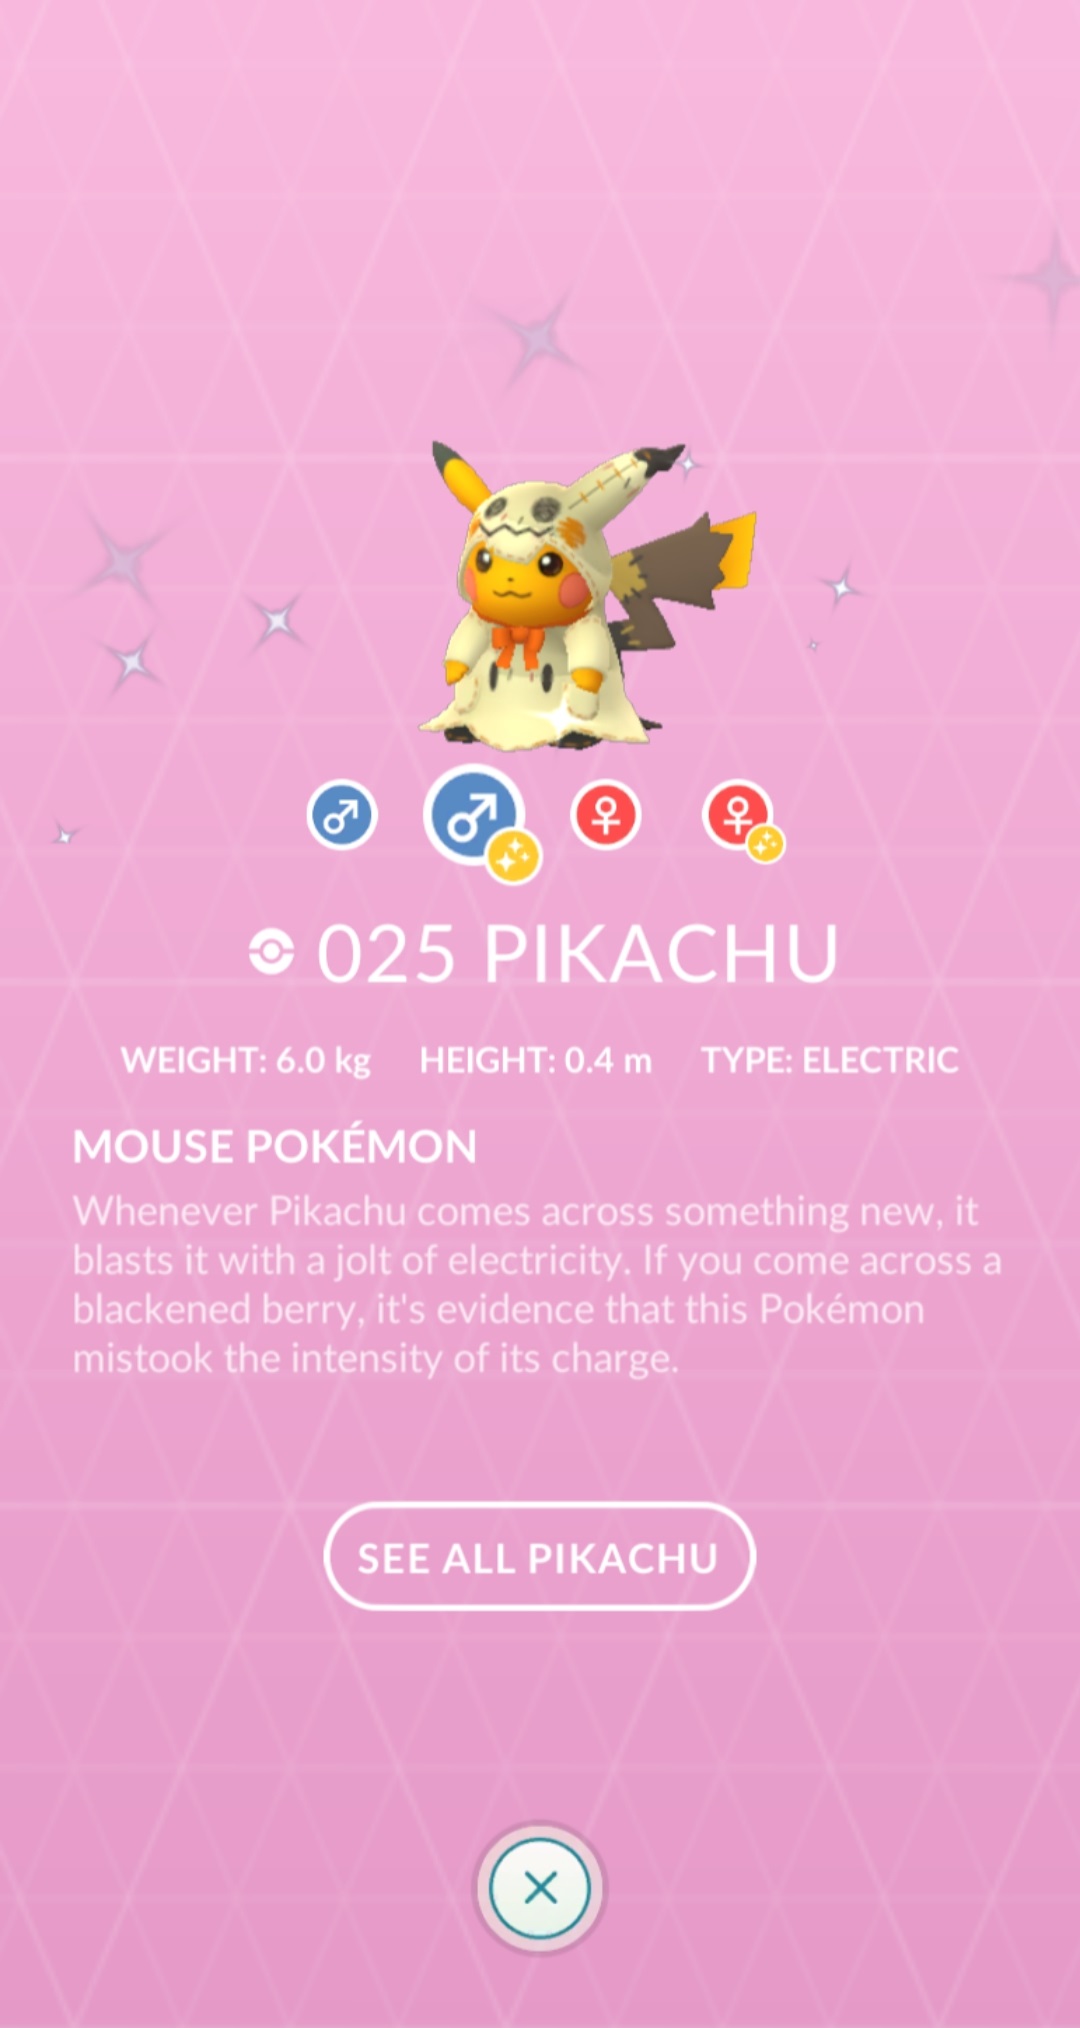 025 PIKACHU
WEIGHT: 6.0 kg HEIGHT: 0.4 m TYPE: ELECTRIC
MOUSE POKÉMON
Whenever Pikachu comes across something new, it
blasts it with a jolt of electricity. If you come across a
blackened berry, it's evidence that this Pokémon
mistook the intensity of its charge.
SEE ALL PIKACHU